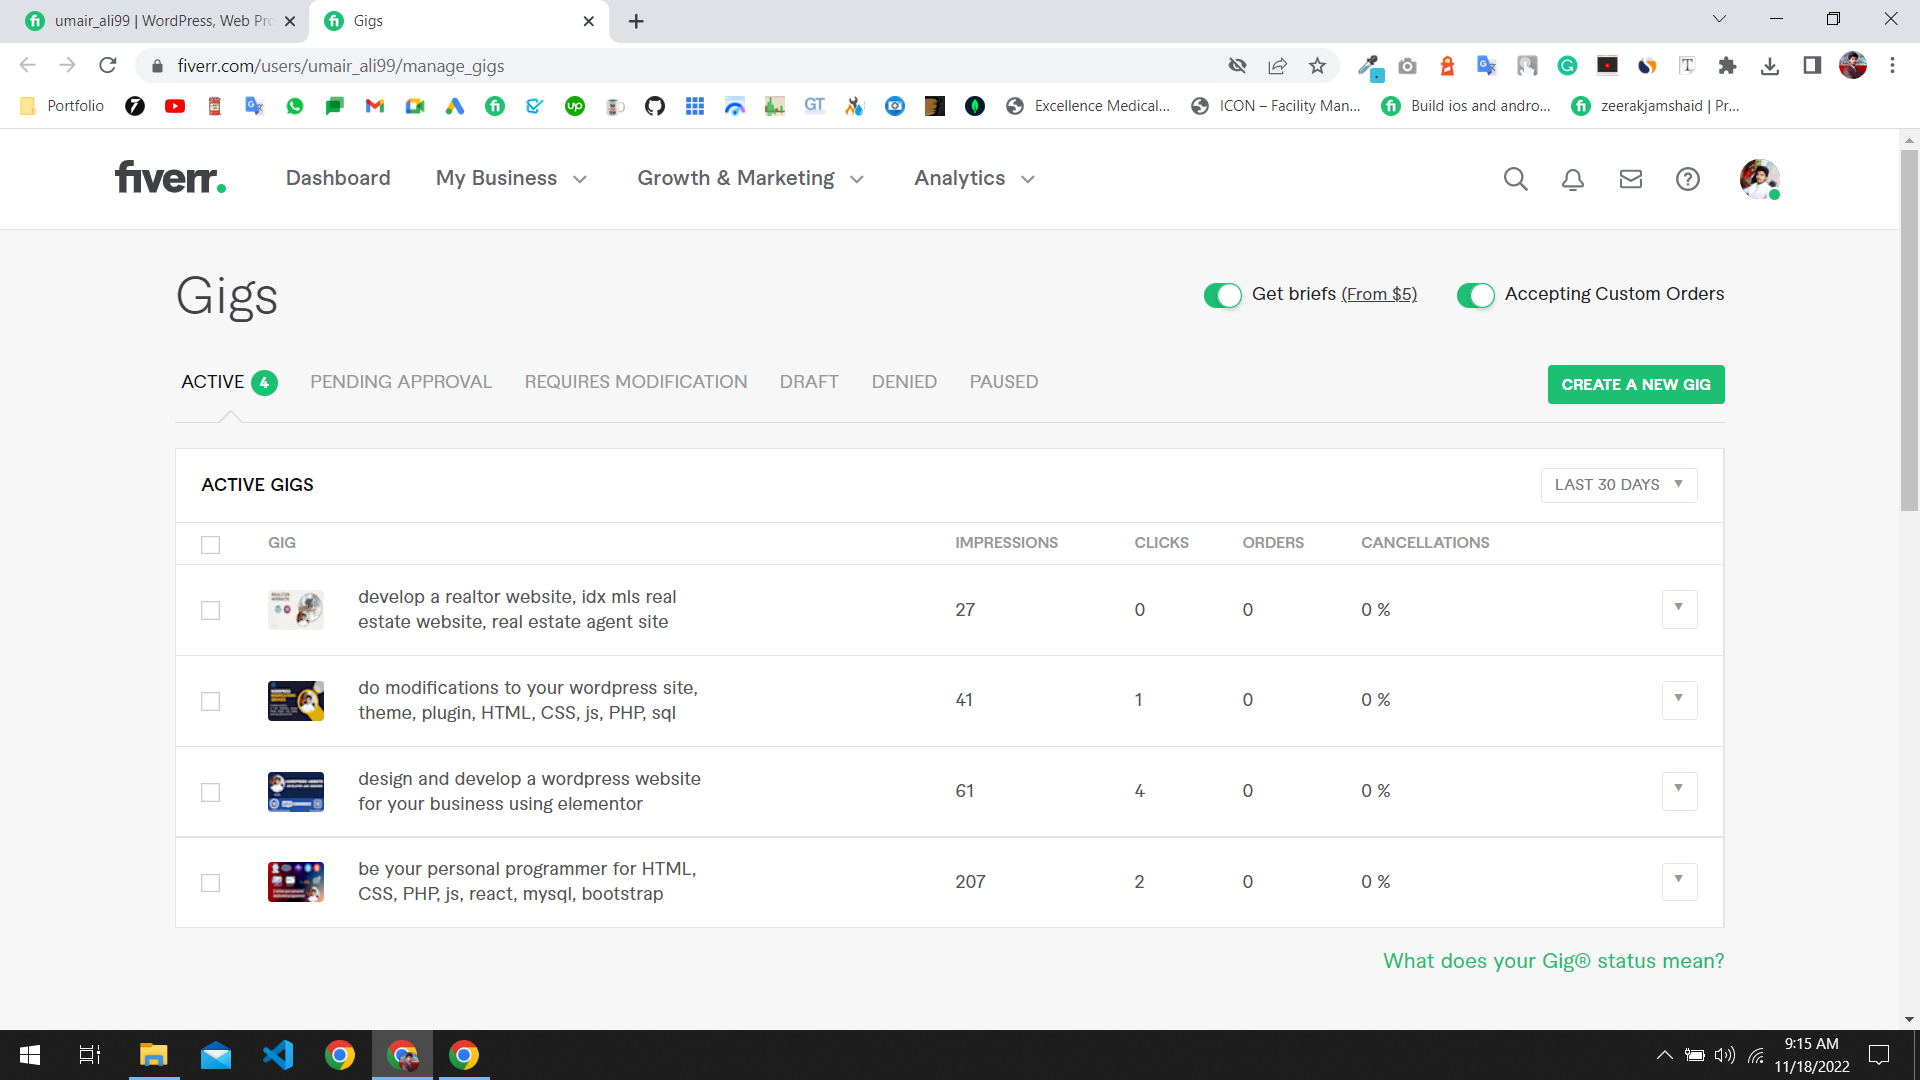 umair_ali99 | WordPress, Web Pro
Gigs
fiverr.com/users/umair_ali99/manage_gigs
Portfolio
Excellence Medical...
ICON – Facility Man...
Build ios and andro...
zeerakjamshaid | Pr...
fiverr.
Dashboard
My Business
Growth & Marketing
Analytics
Gigs
Get briefs (From $5)
Accepting Custom Orders
ACTIVE 4
PENDING APPROVAL
REQUIRES MODIFICATION
DRAFT
DENIED
PAUSED
CREATE A NEW GIG
ACTIVE GIGS
LAST 30 DAYS
GIG IMPRESSIONS CLICKS ORDERS CANCELLATIONS
develop a realtor website, idx mls real
estate website, real estate agent site
27 0 0 0 %
do modifications to your wordpress site,
theme, plugin, HTML, CSS, js, PHP, sql
41 1 0 0 %
design and develop a wordpress website
for your business using elementor
61 4 0 0 %
be your personal programmer for HTML,
CSS, PHP, js, react, mysql, bootstrap
207 2 0 0 %
What does your Gig® status mean?
9:15 AM
11/18/2022